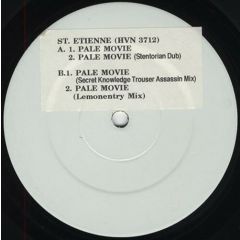 ST. ETIENNE (HVN 3712)
A. 1. PALE MOVIE
2. PALE MOVIE (Stentorian Dub)
B.1. PALE MOVIE
(Secret Knowledge Trouser Assassin Mix)
2. PALE MOVIE
(Lemonentry Mix)